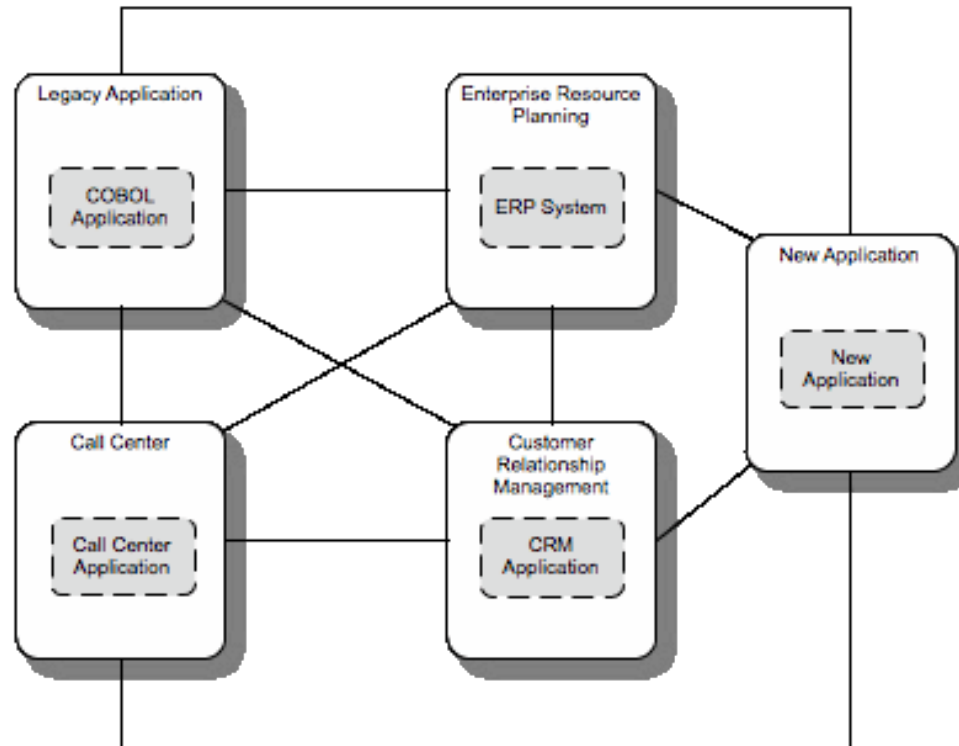 Legacy Application
COBOL
Application
Enterprise Resource
Planning
ERP System
New Application
New
Application
Call Center
Call Center
Application
Customer
Relationship
Management
CRM
Application